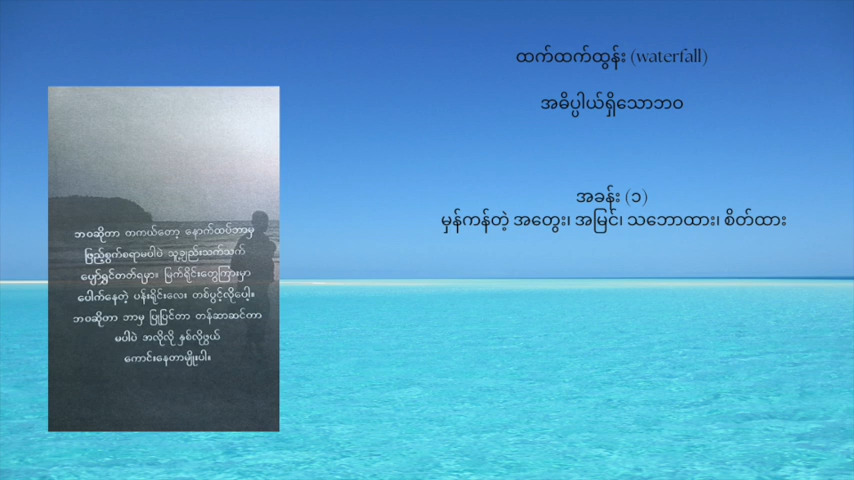 ထက်ထက်ထွန်း (waterfall)
အဓိပ္ပါယ်ရှိသောဘဝ
အခန်း (၁)
မှန်ကန်တဲ့ အတွေး၊ အမြင်၊ သဘောထား၊ စိတ်ထား
ဘဝဆိုတာ တကယ်တော့ နောက်ထပ်ဘာမှ
ဖြည့်စွက်စရာမပါပဲ သူ့ချည်းသက်သက်
ပျော်ရွှင်တတ်ရမှာ။ မြက်ရိုင်းတွေကြားမှာ
ပေါက်နေတဲ့ ပန်းရိုင်းလေး တစ်ပွင့်လိုပေါ့။
ဘဝဆိုတာ ဘာမှ ပြုပြင်တာ တန်ဆာဆင်တာ
မပါပဲ အလိုလို နှစ်လိုဖွယ်
ကောင်းနေတာမျိုးပါ။